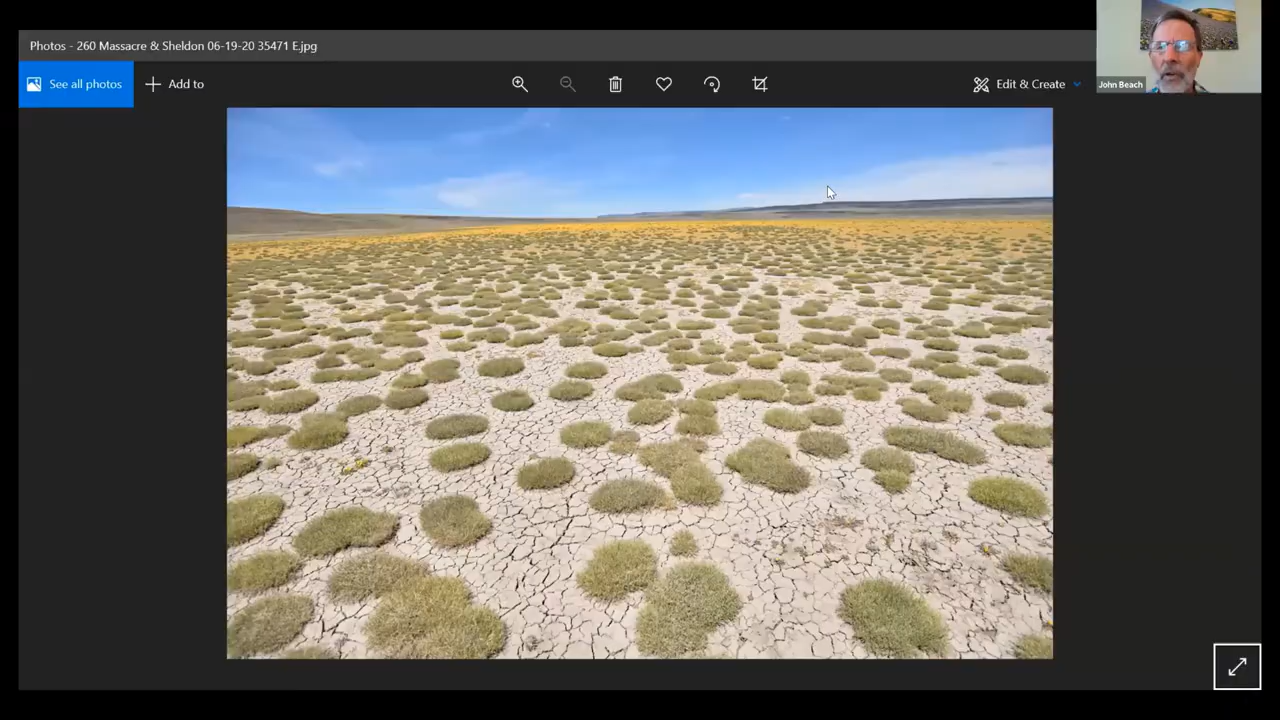 Photos - 260 Massacre & Sheldon 06-19-20 35471 E.jpg
See all photos
Add to
Edit & Create
John Beach